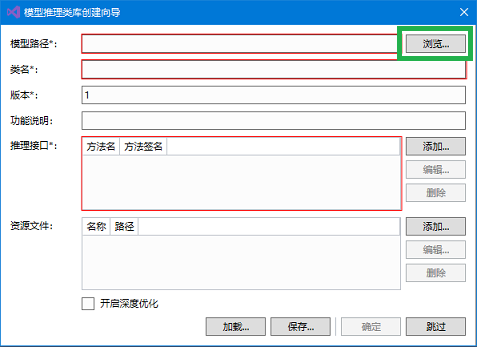 模型推理类库创建向导
模型路径*:
浏览...
类名*:
版本*:
1
功能说明:
推理接口*:
方法名 方法签名
添加...
编辑...
删除
资源文件:
名称 路径
添加...
编辑...
删除
开启深度优化
加载... 保存... 确定 跳过